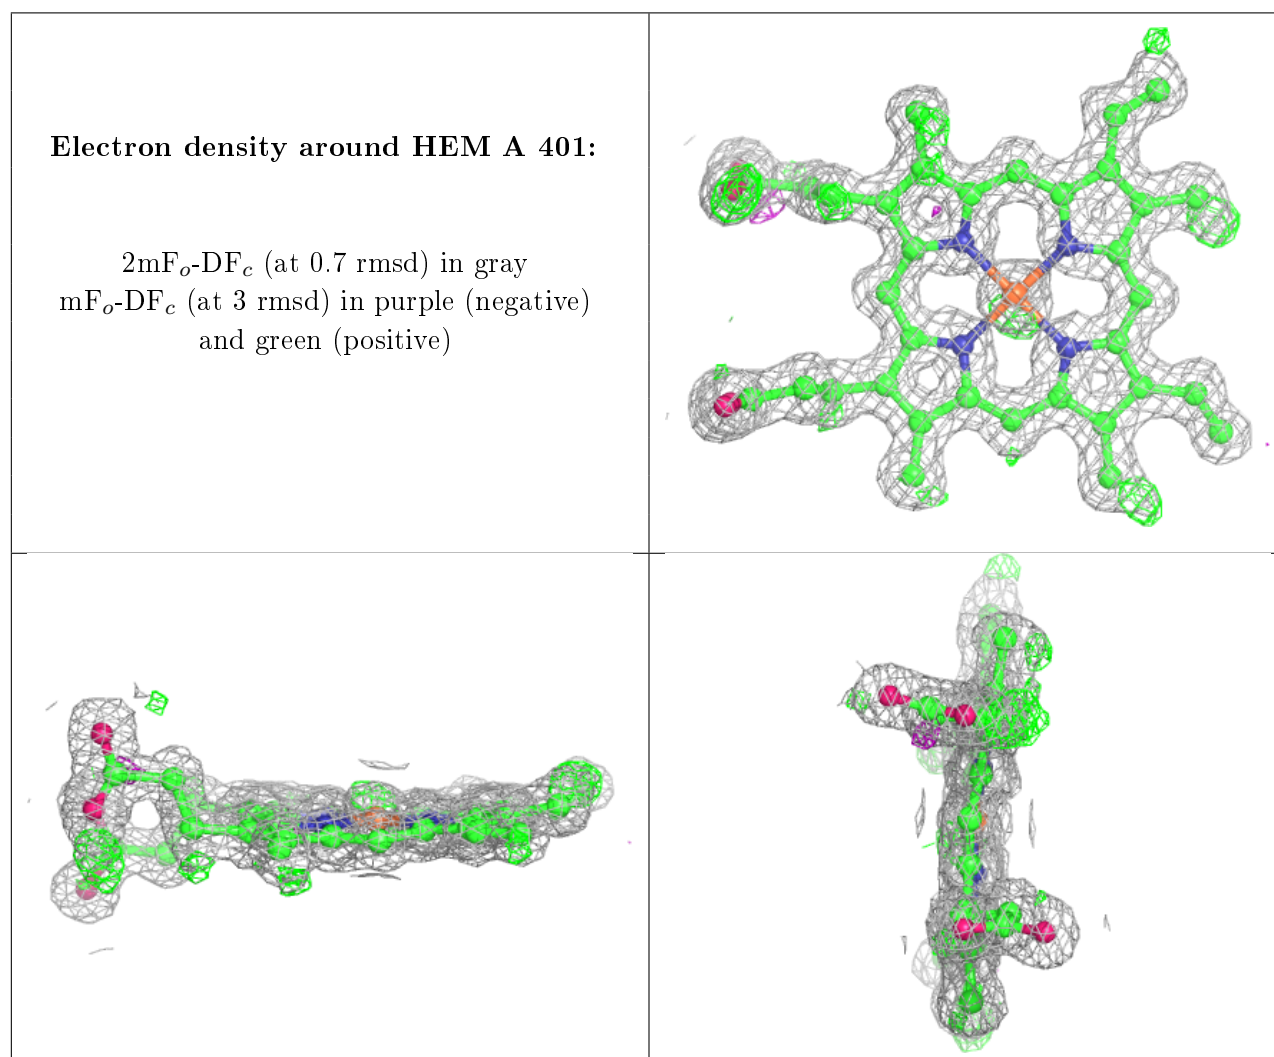 Electron density around HEM A 401:
2mFo-DFc (at 0.7 rmsd) in gray
mFo-DFc (at 3 rmsd) in purple (negative)
and green (positive)